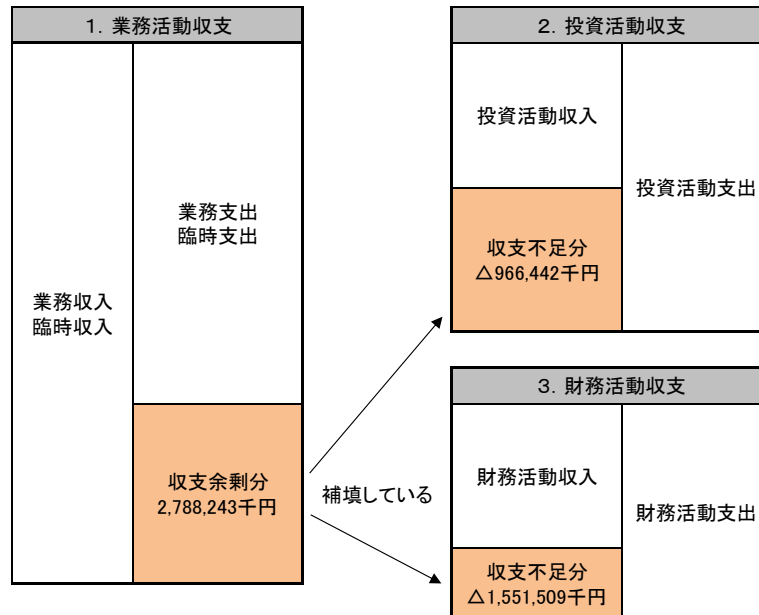 1．業務活動収支
業務収入
臨時収入
業務支出
臨時支出
収支余剰分
2,788,243千円
補填している
2．投資活動収支
投資活動収入
収支不足分
△966,442千円
投資活動支出
3．財務活動収支
財務活動収入
収支不足分
△1,551,509千円
財務活動支出